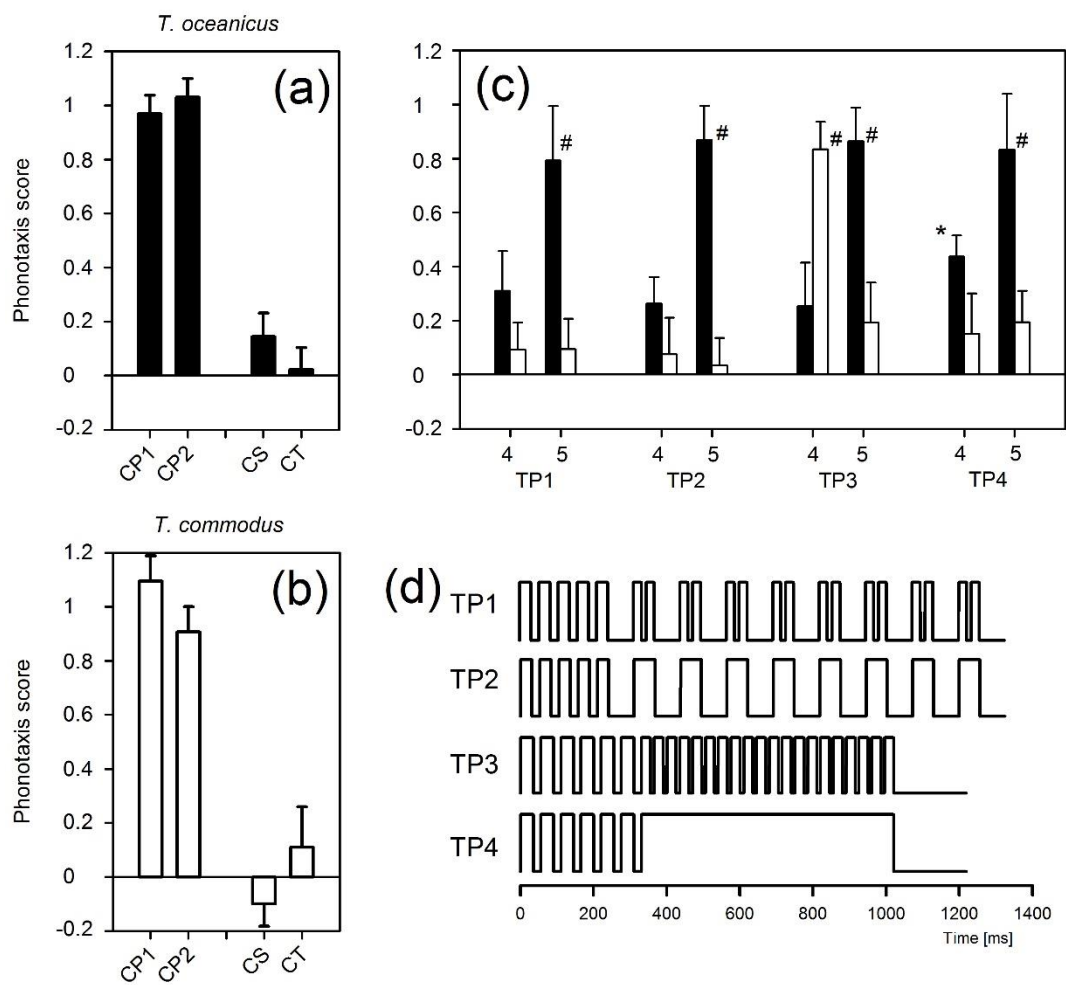 T. oceanicus
(a)
1.2
1
0.8
0.6
0.4
0.2
0
-0.2
Phonotaxis score
CP1 CP2 CS CT
(c)
1.2
1
0.8
0.6
0.4
0.2
0
-0.2
# # # # * #
4 5 4 5 4 5 4 5
TP1 TP2 TP3 TP4
T. commodus
(b)
1.2
1
0.8
0.6
0.4
0.2
0
-0.2
Phonotaxis score
CP1 CP2 CS CT
(d)
TP1
TP2
TP3
TP4
0 200 400 600 800 1000 1200 1400
Time [ms]